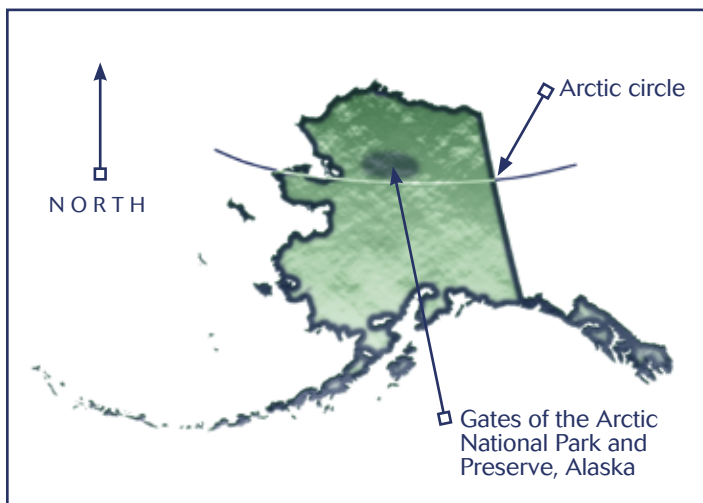 Arctic circle
NORTH
Gates of the Arctic
National Park and
Preserve, Alaska